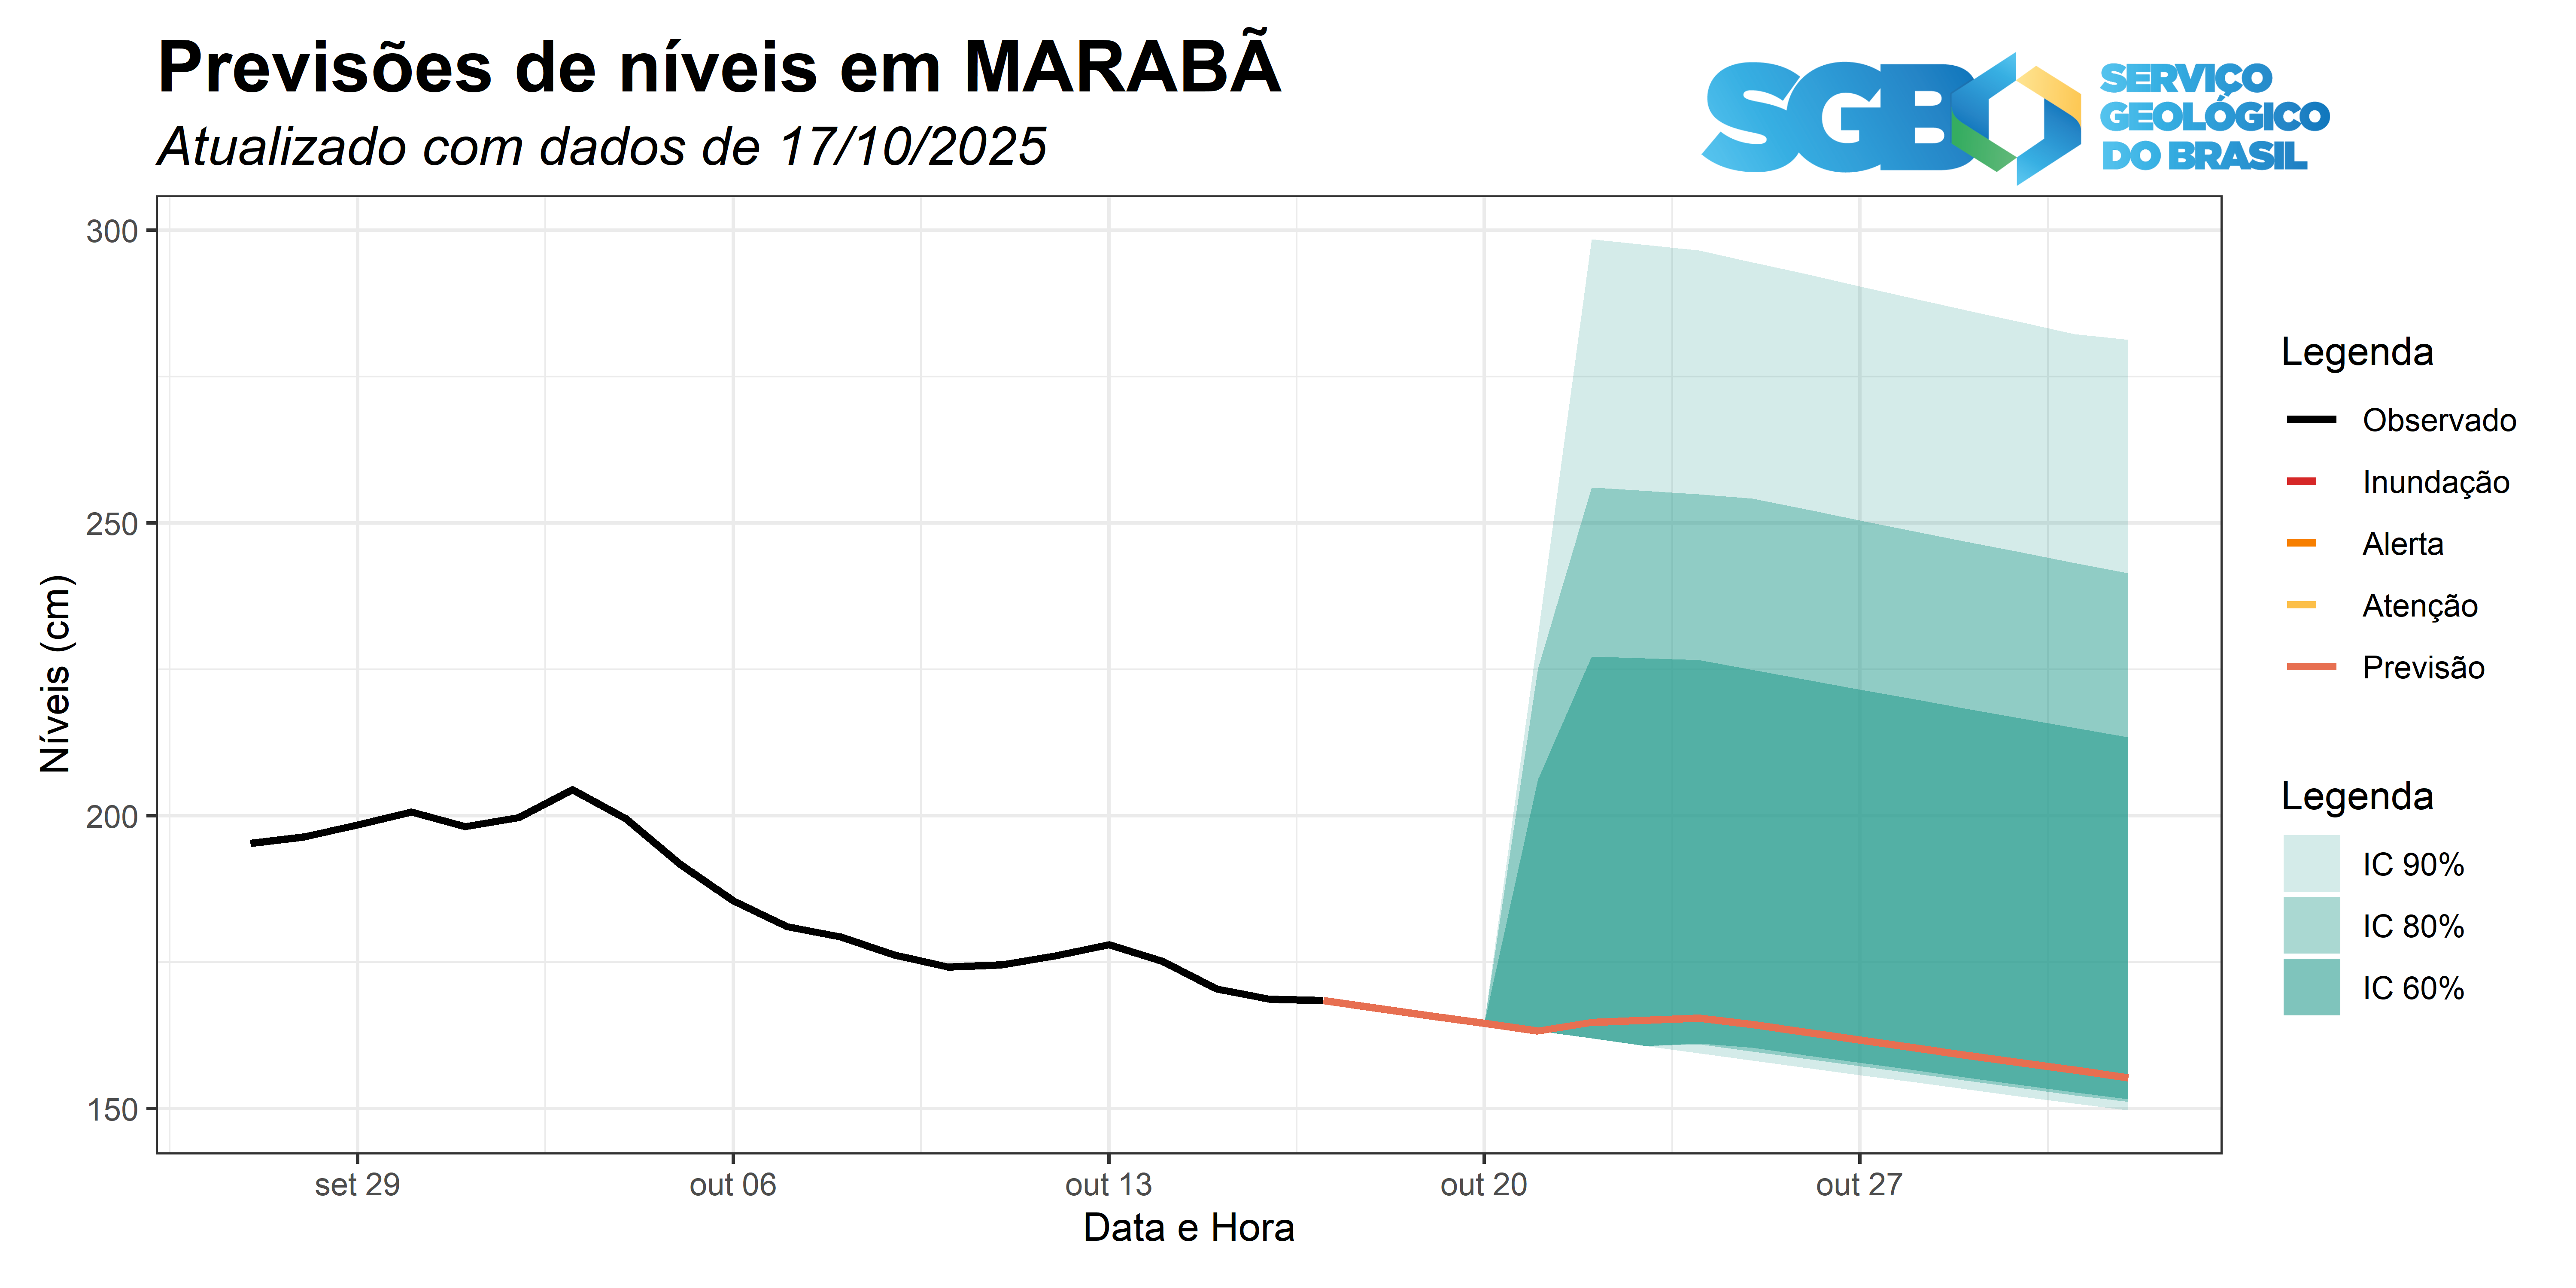 Previsões de níveis em MARABÃ
Atualizado com dados de 17/10/2025
SGB
SERVIÇO
GEOLÓGICO
DO BRASIL
300
250
200
150
Níveis (cm)
set 29
out 06
out 13
out 20
out 27
Data e Hora
Legenda
Observado
Inundação
Alerta
Atenção
Previsão
Legenda
IC 90%
IC 80%
IC 60%